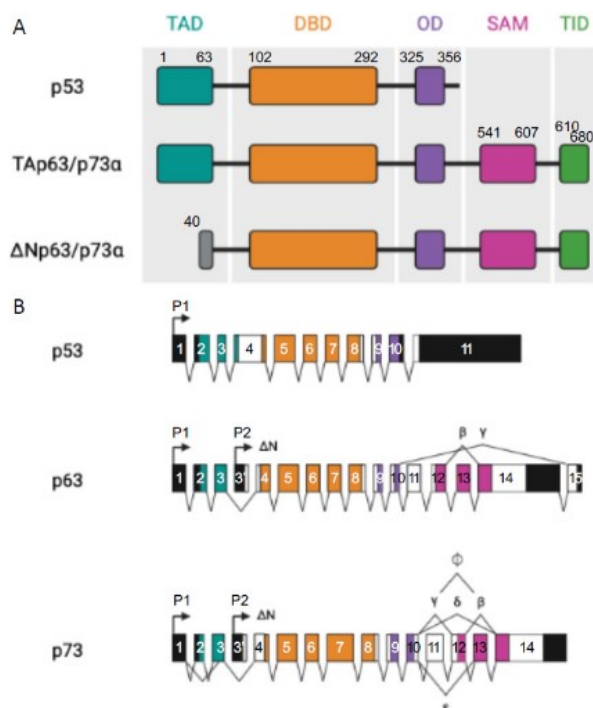 A
TAD DBD OD SAM TID
1 63 102 292 325 356
p53
541 607 610 680
TAp63/p73α
40
ΔNp63/p73α
B
P1
p53
1 2 3 4 5 6 7 8 9 10 11
β γ
P1 P2 ΔN
p63
1 2 3 3' 4 5 6 7 8 9 10 11 12 13 14 15
Φ
γ δ β
P1 P2 ΔN
p73
1 2 3 3' 4 5 6 7 8 9 10 11 12 13 14